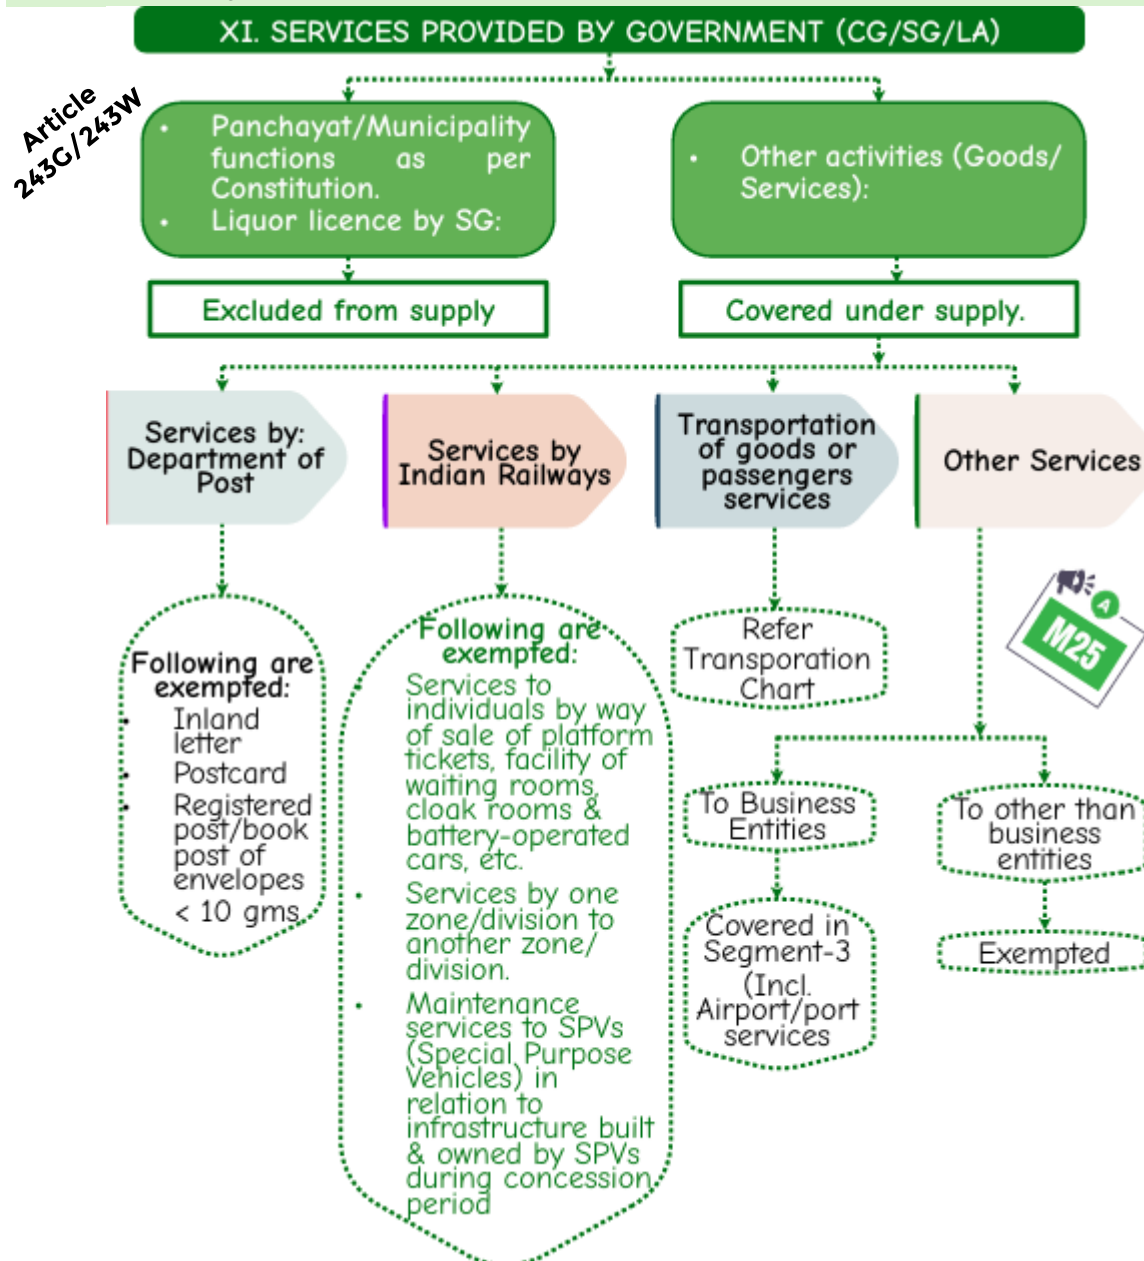 XI. SERVICES PROVIDED BY GOVERNMENT (CG/SG/LA)
Article
243G/243W
• Panchayat/Municipality
functions as per
Constitution.
• Liquor licence by SG:
• Other activities (Goods/
Services):
Excluded from supply
Covered under supply.
Services by:
Department of
Post
Services by
Indian Railways
Transportation
of goods or
passengers
services
Other Services
Following are
exempted:
• Inland
letter
• Postcard
• Registered
post/book
post of
envelopes
< 10 gms
Following are
exempted:
• Services to
individuals by way
of sale of platform
tickets, facility of
waiting rooms,
cloak rooms &
battery-operated
cars, etc.
• Services by one
zone/division to
another zone/
division.
• Maintenance
services to SPVs
(Special Purpose
Vehicles) in
relation to
infrastructure built
& owned by SPVs
during concession
period
Refer
Transporation
Chart
A
M25
To Business
Entities
Covered in
Segment-3
(Incl.
Airport/port
services
To other than
business
entities
Exempted